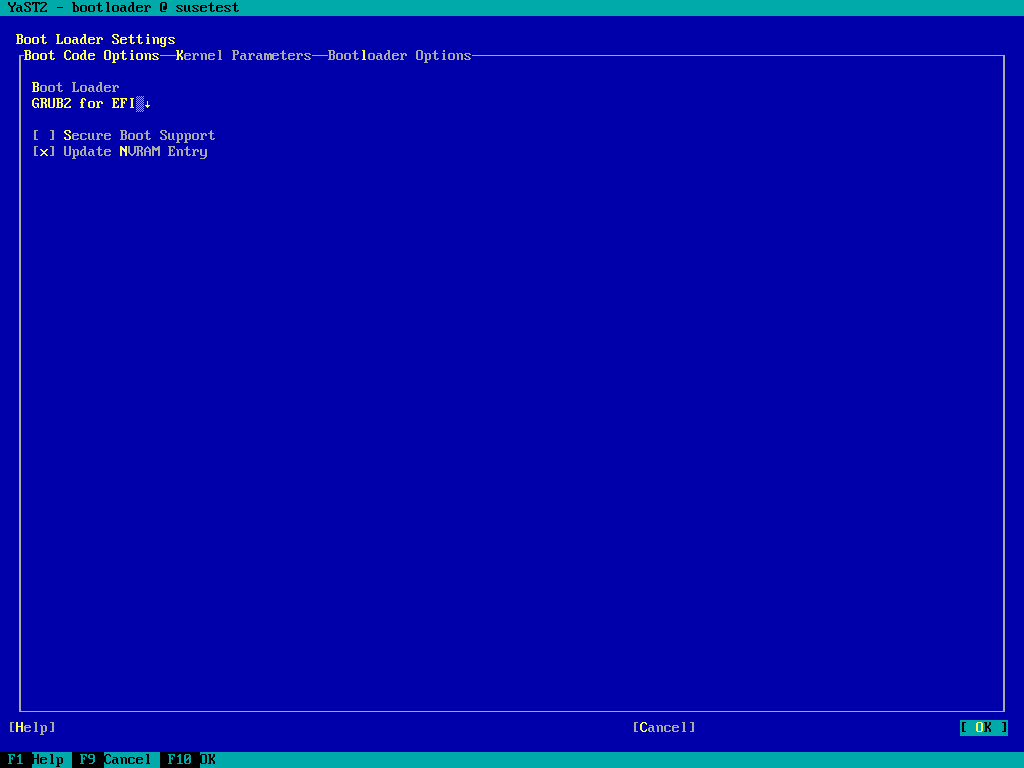 YaST2 - bootloader @ susetest
Boot Loader Settings
Boot Code Options—Kernel Parameters—Bootloader Options
Boot Loader
GRUB2 for EFI▒↓
[ ] Secure Boot Support
[x] Update NVRAM Entry
[Help] [Cancel] [ OK ]
F1 Help F9 Cancel F10 OK